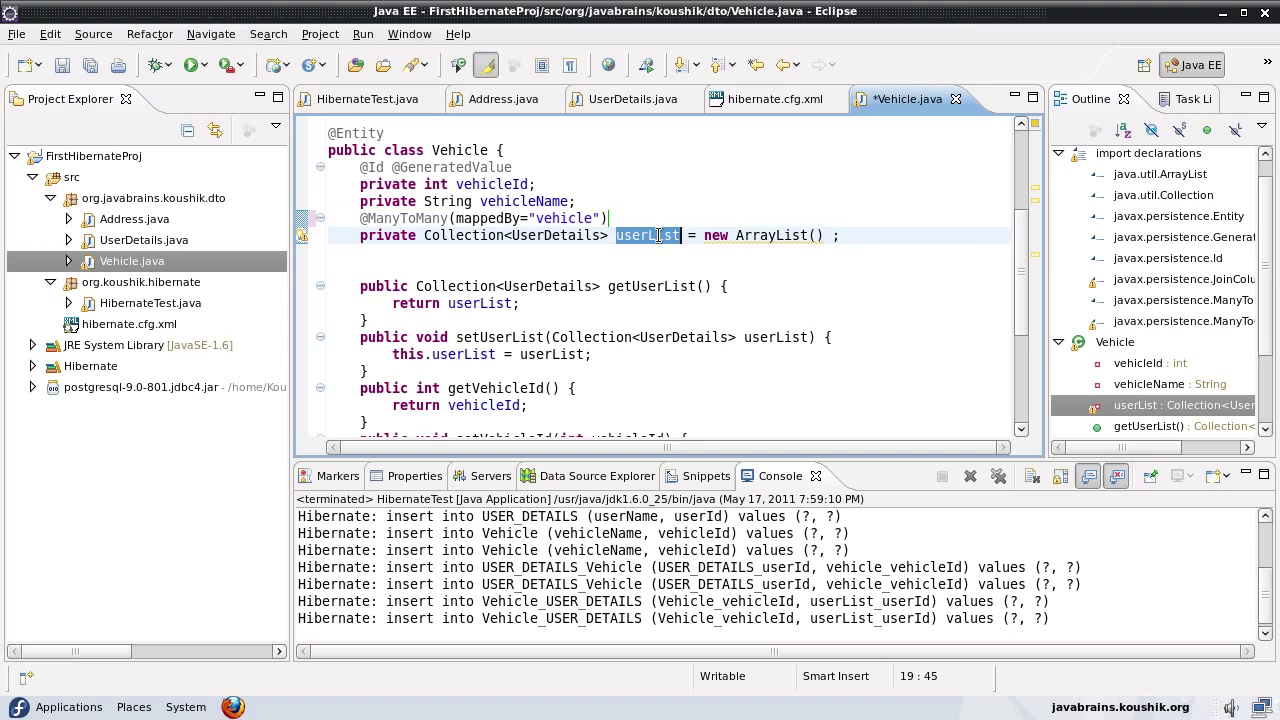 Java EE - FirstHibernateProj/src/org/javabrains/koushik/dto/Vehicle.java - Eclipse
File Edit Source Refactor Navigate Search Project Run Window Help
Java EE
Project Explorer
HibernateTest.java Address.java UserDetails.java hibernate.cfg.xml *Vehicle.java
Outline Task Li
FirstHibernateProj
src
org.javabrains.koushik.dto
Address.java
UserDetails.java
Vehicle.java
org.koushik.hibernate
HibernateTest.java
hibernate.cfg.xml
JRE System Library [JavaSE-1.6]
Hibernate
postgresql-9.0-801.jdbc4.jar - /home/Kou
@Entity
public class Vehicle {
@Id @GeneratedValue
private int vehicleId;
private String vehicleName;
@ManyToMany(mappedBy="vehicle")
private Collection<UserDetails> userList = new ArrayList() ;
public Collection<UserDetails> getUserList() {
return userList;
}
public void setUserList(Collection<UserDetails> userList) {
this.userList = userList;
}
public int getVehicleId() {
return vehicleId;
}
public void setVehicleId(int vehicleId) {
import declarations
java.util.ArrayList
java.util.Collection
javax.persistence.Entity
javax.persistence.Generat
javax.persistence.Id
javax.persistence.JoinColu
javax.persistence.ManyTo
javax.persistence.ManyTo
Vehicle
vehicleId : int
vehicleName : String
userList : Collection<User
getUserList() : Collection<
Markers Properties Servers Data Source Explorer Snippets Console
<terminated> HibernateTest [Java Application] /usr/java/jdk1.6.0_25/bin/java (May 17, 2011 7:59:10 PM)
Hibernate: insert into USER_DETAILS (userName, userId) values (?, ?)
Hibernate: insert into Vehicle (vehicleName, vehicleId) values (?, ?)
Hibernate: insert into Vehicle (vehicleName, vehicleId) values (?, ?)
Hibernate: insert into USER_DETAILS_Vehicle (USER_DETAILS_userId, vehicle_vehicleId) values (?, ?)
Hibernate: insert into USER_DETAILS_Vehicle (USER_DETAILS_userId, vehicle_vehicleId) values (?, ?)
Hibernate: insert into Vehicle_USER_DETAILS (Vehicle_vehicleId, userList_userId) values (?, ?)
Hibernate: insert into Vehicle_USER_DETAILS (Vehicle_vehicleId, userList_userId) values (?, ?)
Writable Smart Insert 19 : 45
Applications Places System javabrains.koushik.org